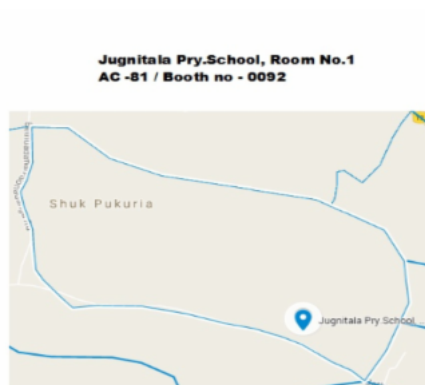 Jugnitala Pry.School, Room No.1
AC -81 / Booth no - 0092
Shuk Pukuria
Jugnitala Pry.School